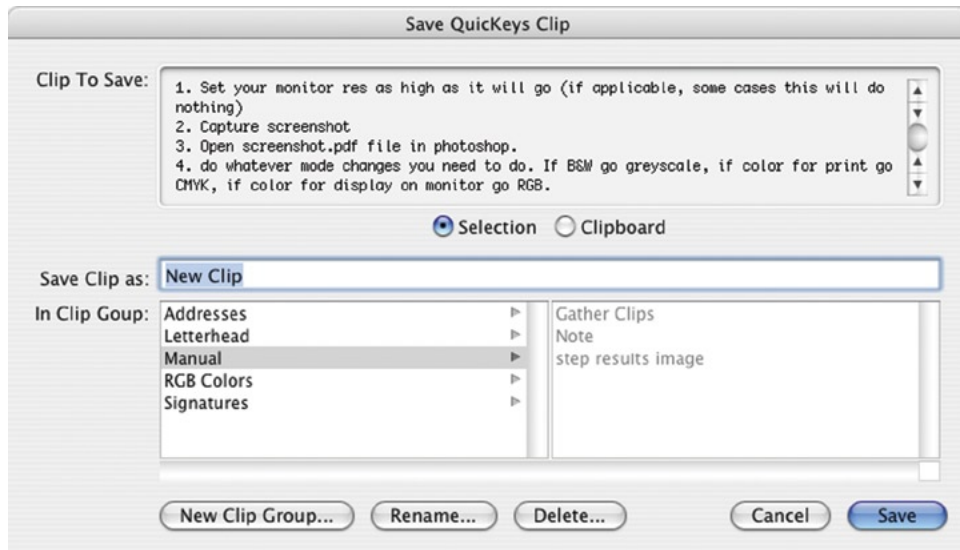 Save QuicKeys Clip
Clip To Save:
1. Set your monitor res as high as it will go (if applicable, some cases this will do
nothing)
2. Capture screenshot
3. Open screenshot.pdf file in photoshop.
4. do whatever mode changes you need to do. If B&W go greyscale, if color for print go
CMYK, if color for display on monitor go RGB.
Selection Clipboard
Save Clip as: New Clip
In Clip Goup:
Addresses
Letterhead
Manual
RGB Colors
Signatures
Gather Clips
Note
step results image
New Clip Group... Rename... Delete... Cancel Save